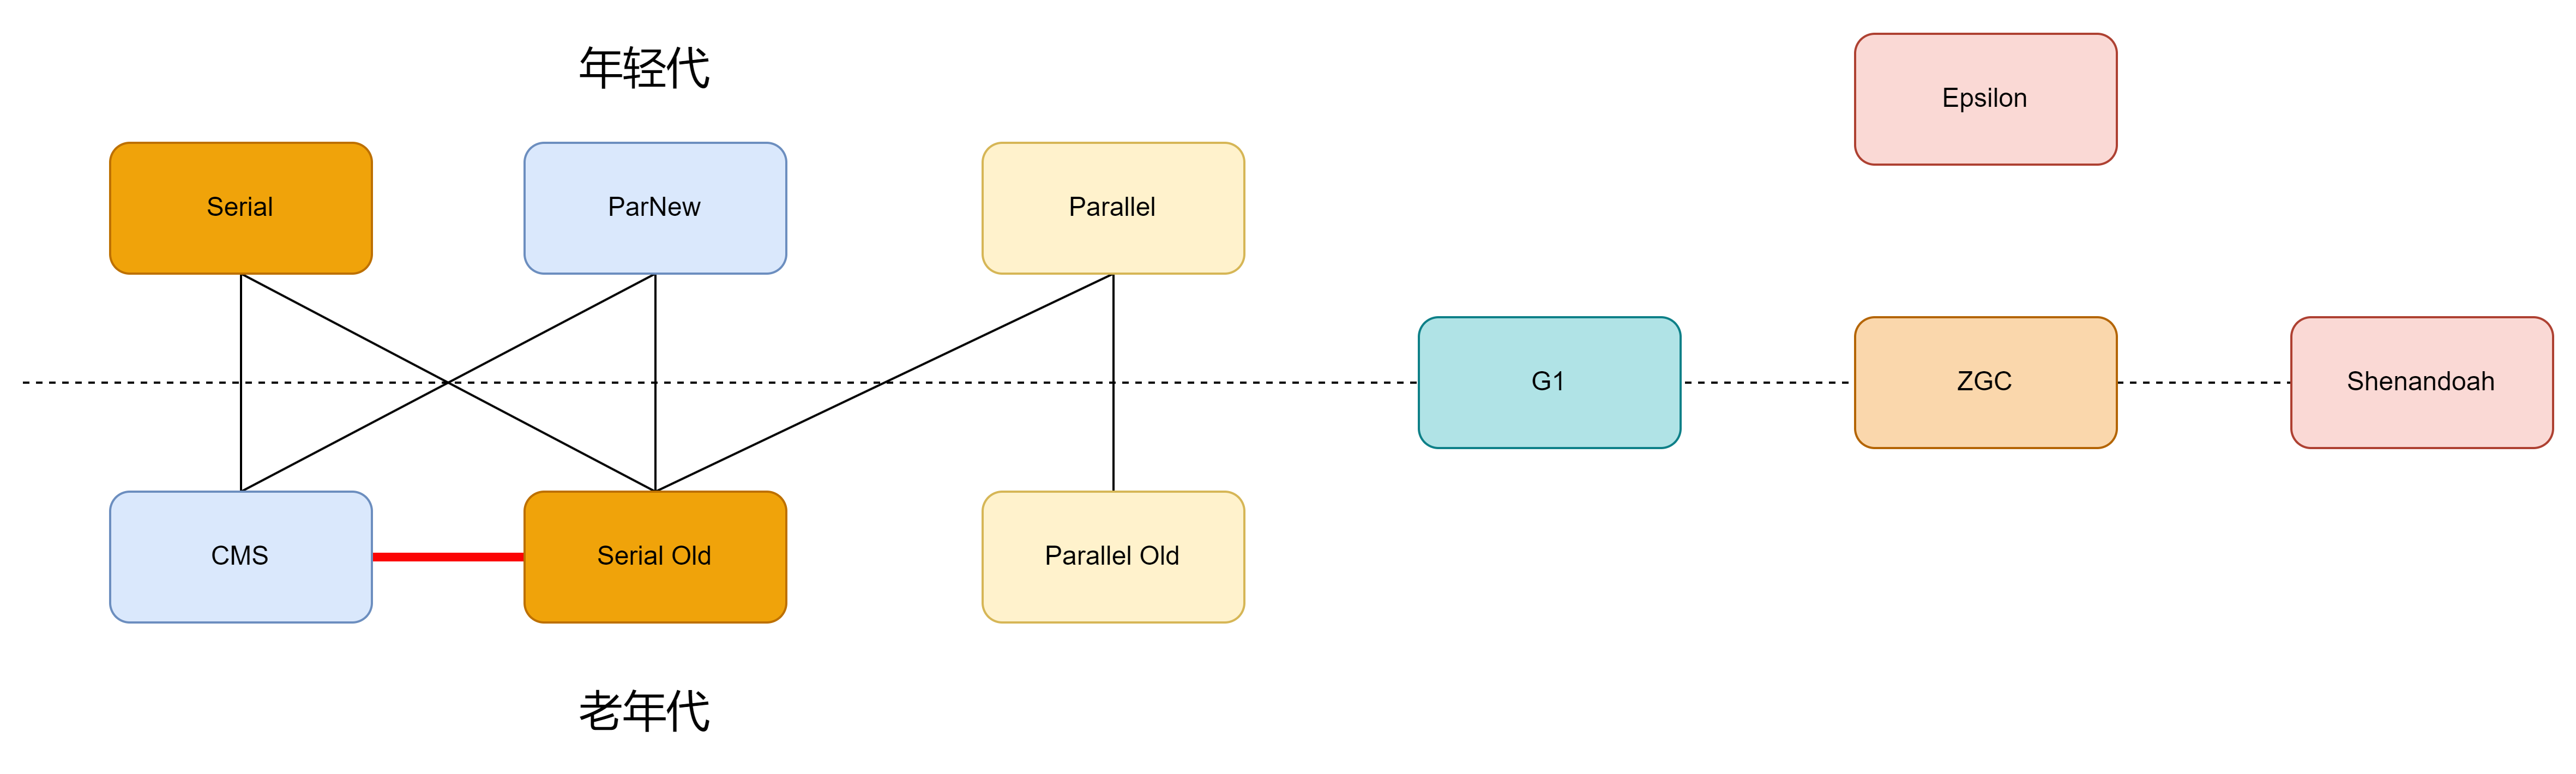 年轻代
Epsilon
Serial
ParNew
Parallel
G1
ZGC
Shenandoah
CMS
Serial Old
Parallel Old
老年代